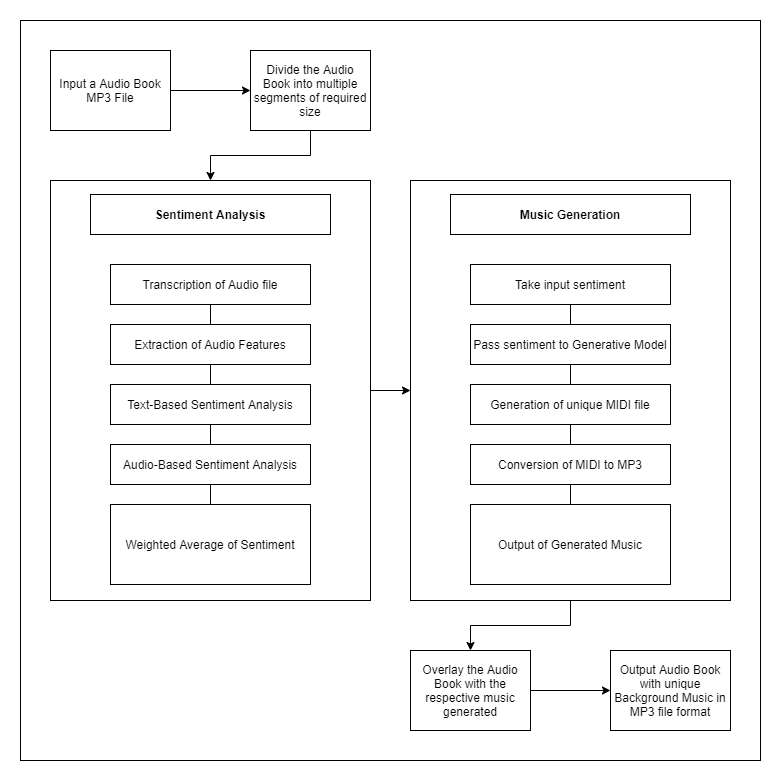 Input a Audio Book
MP3 File
Divide the Audio
Book into multiple
segments of required
size
Sentiment Analysis
Transcription of Audio file
Extraction of Audio Features
Text-Based Sentiment Analysis
Audio-Based Sentiment Analysis
Weighted Average of Sentiment
Music Generation
Take input sentiment
Pass sentiment to Generative Model
Generation of unique MIDI file
Conversion of MIDI to MP3
Output of Generated Music
Overlay the Audio
Book with the
respective music
generated
Output Audio Book
with unique
Background Music in
MP3 file format